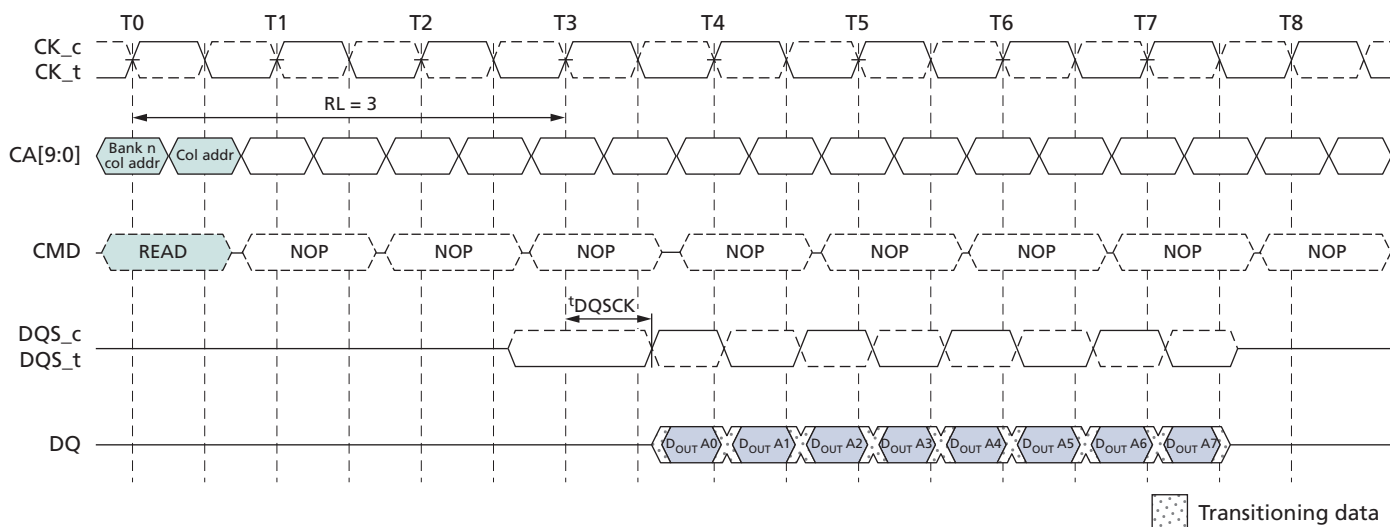 T0 T1 T2 T3 T4 T5 T6 T7 T8
CK_c
CK_t
RL = 3
CA[9:0] Bank n col addr Col addr
CMD READ NOP NOP NOP NOP NOP NOP NOP NOP
tDQSCK
DQS_c
DQS_t
DQ DOUT A0 DOUT A1 DOUT A2 DOUT A3 DOUT A4 DOUT A5 DOUT A6 DOUT A7
Transitioning data